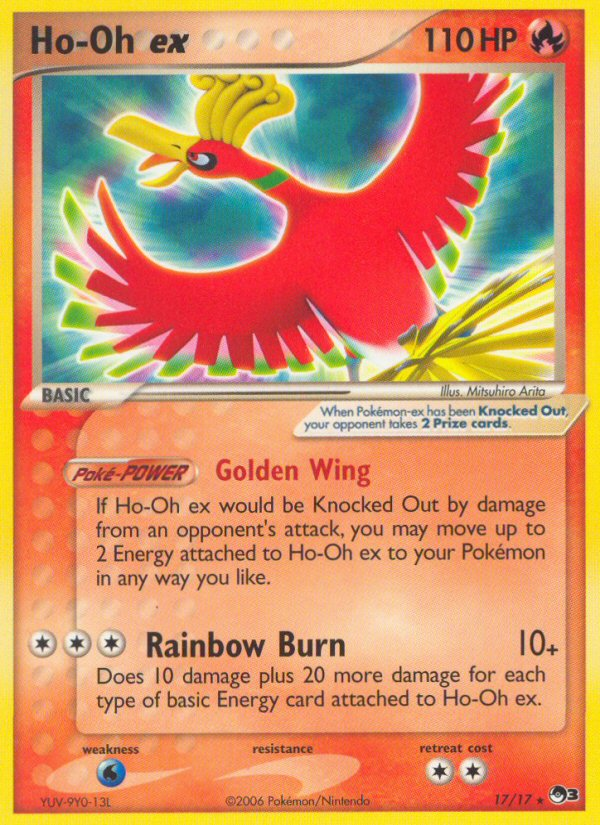 Ho-Oh ex
110 HP
BASIC
Illus. Mitsuhiro Arita
When Pokémon-ex has been Knocked Out,
your opponent takes 2 Prize cards.
Poké-POWER Golden Wing
If Ho-Oh ex would be Knocked Out by damage
from an opponent's attack, you may move up to
2 Energy attached to Ho-Oh ex to your Pokémon
in any way you like.
Rainbow Burn 10+
Does 10 damage plus 20 more damage for each
type of basic Energy card attached to Ho-Oh ex.
weakness resistance retreat cost
YUV-9Y0-13L ©2006 Pokémon/Nintendo 17/17 ★ 3